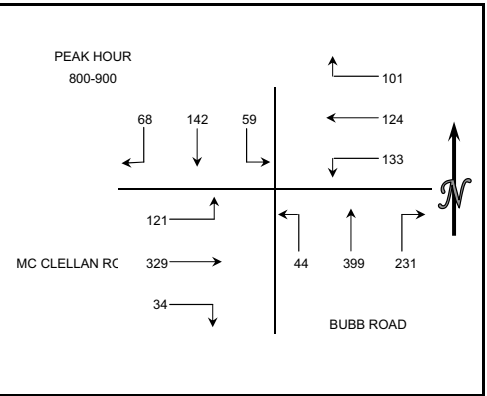 PEAK HOUR
800-900
101
68 142 59
124
133
121
N
MC CLELLAN RC
329
44 399 231
34
BUBB ROAD